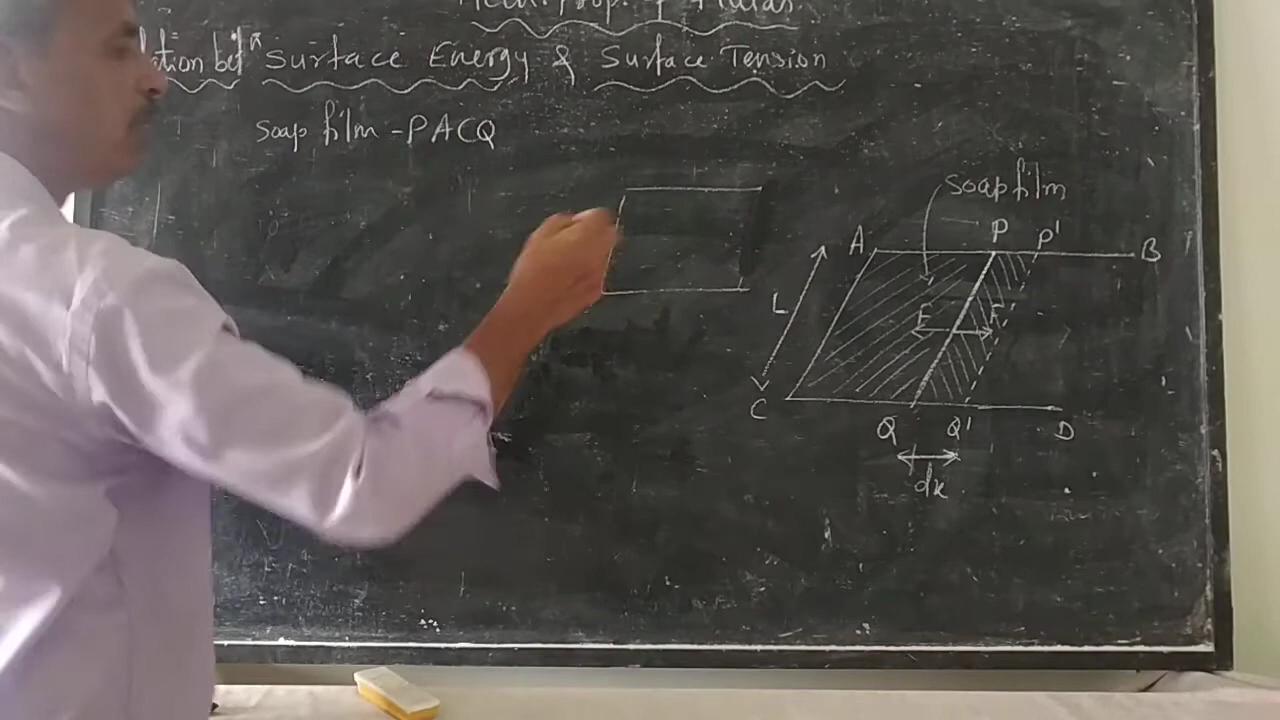 Surface Energy & Surface Tension
Soap film - PACQ
Soap film
A P P' B
L
F F'
C Q Q' D
dx